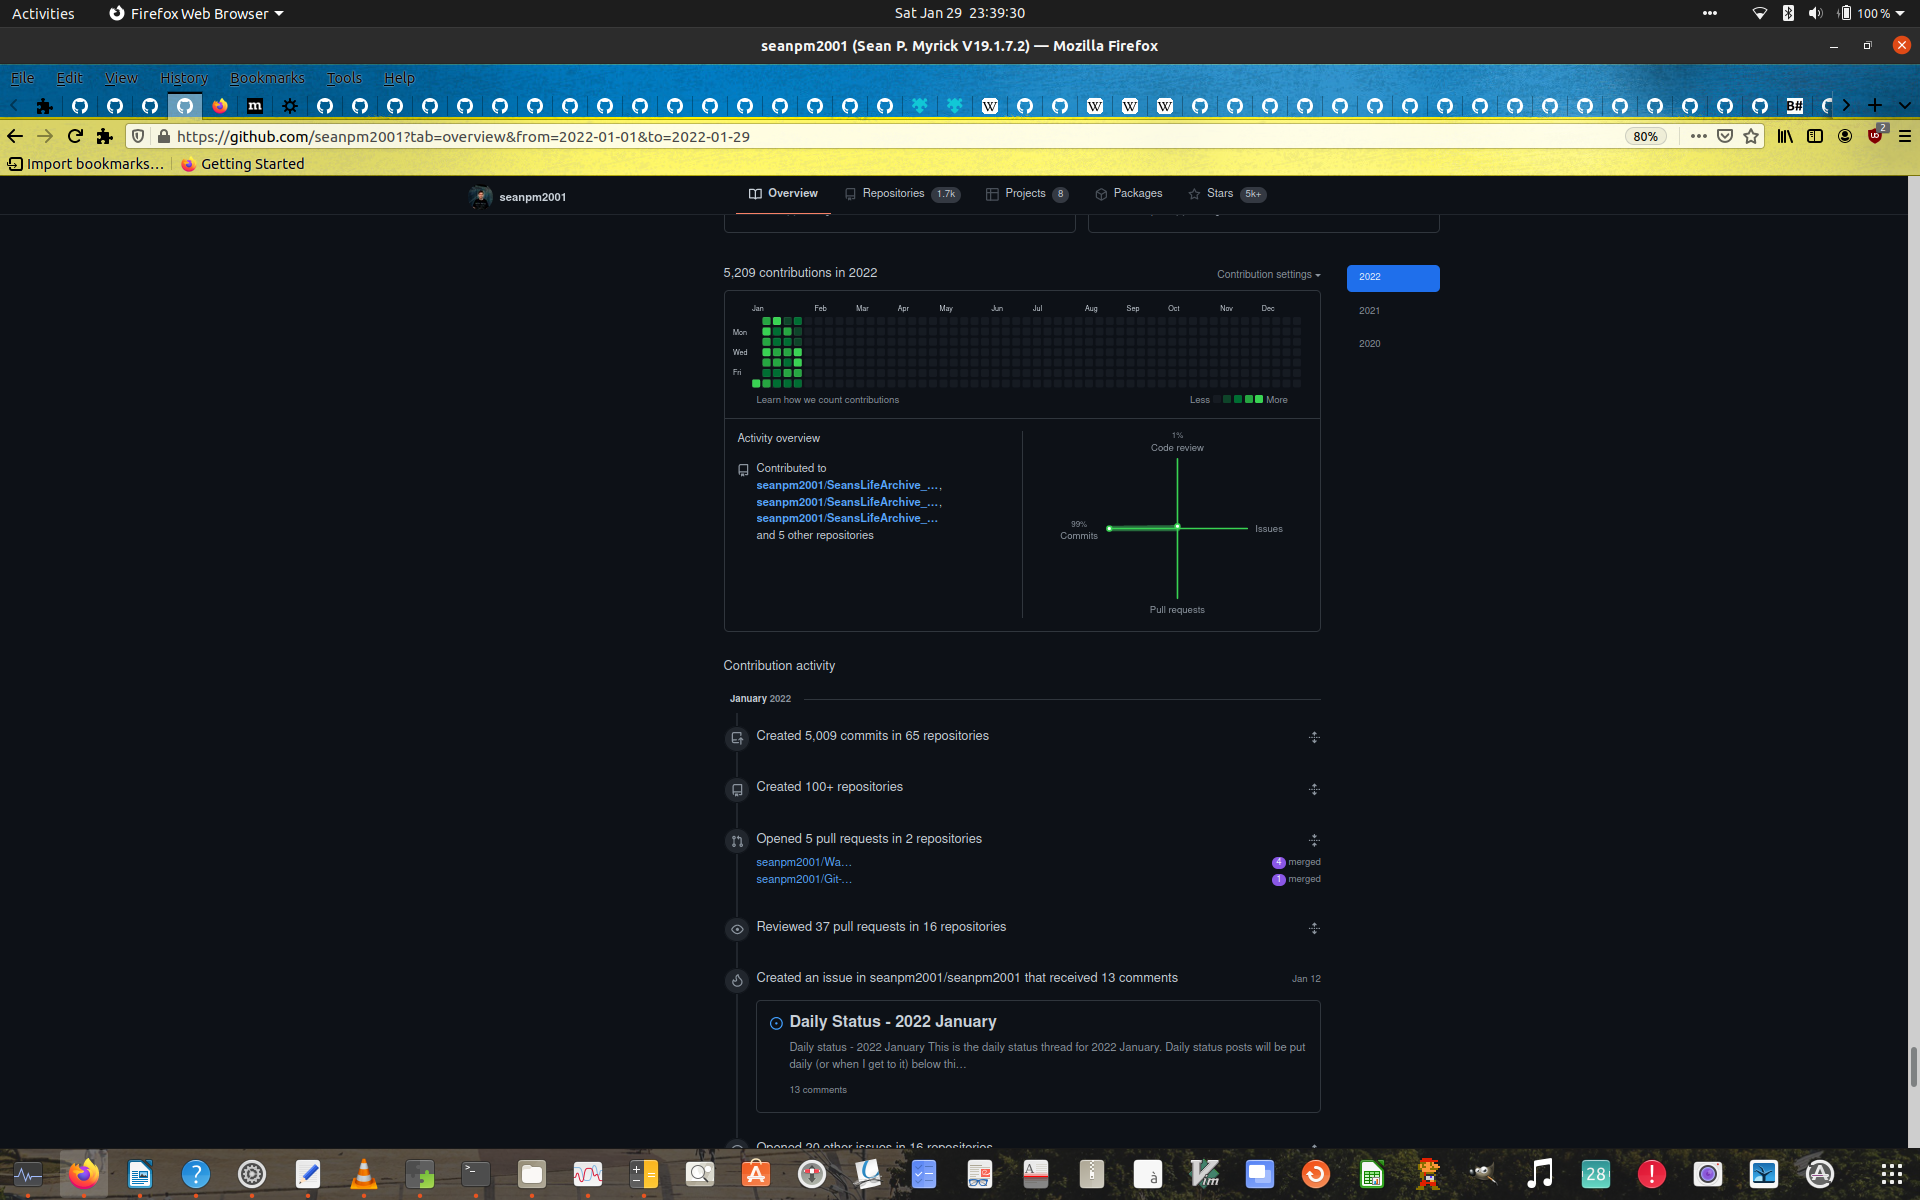 Activities
Firefox Web Browser
Sat Jan 29 23:39:30
100 %
seanpm2001 (Sean P. Myrick V19.1.7.2) — Mozilla Firefox
File Edit View History Bookmarks Tools Help
https://github.com/seanpm2001?tab=overview&from=2022-01-01&to=2022-01-29
80%
2
Import bookmarks…
Getting Started
seanpm2001
Overview
Repositories 1.7k
Projects 8
Packages
Stars 5k+
5,209 contributions in 2022
Contribution settings
2022
2021
2020
Jan Feb Mar Apr May Jun Jul Aug Sep Oct Nov Dec
Mon
Wed
Fri
Learn how we count contributions
Less
More
Activity overview
Contributed to
seanpm2001/SeansLifeArchive_…,
seanpm2001/SeansLifeArchive_…,
seanpm2001/SeansLifeArchive_…
and 5 other repositories
1%
Code review
99%
Commits
Issues
Pull requests
Contribution activity
January 2022
Created 5,009 commits in 65 repositories
Created 100+ repositories
Opened 5 pull requests in 2 repositories
seanpm2001/Wa…
4 merged
seanpm2001/Git-…
1 merged
Reviewed 37 pull requests in 16 repositories
Created an issue in seanpm2001/seanpm2001 that received 13 comments
Jan 12
Daily Status - 2022 January
Daily status - 2022 January This is the daily status thread for 2022 January. Daily status posts will be put
daily (or when I get to it) below thi…
13 comments
Opened 20 other issues in 16 repositories
28